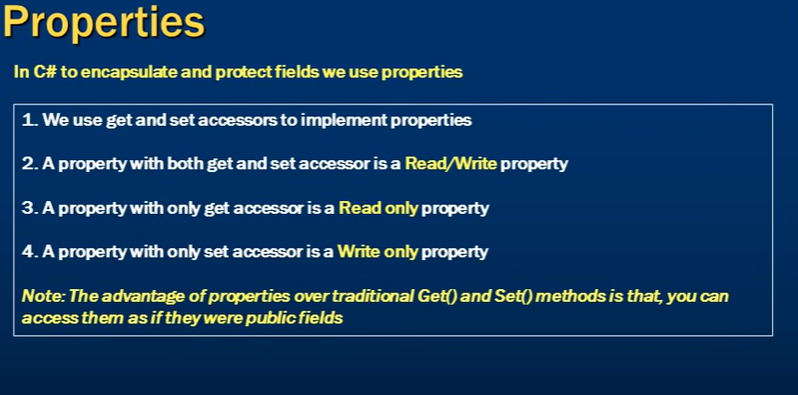 Properties
In C# to encapsulate and protect fields we use properties
1. We use get and set accessors to implement properties
2. A property with both get and set accessor is a Read/Write property
3. A property with only get accessor is a Read only property
4. A property with only set accessor is a Write only property
Note: The advantage of properties over traditional Get() and Set() methods is that, you can
access them as if they were public fields